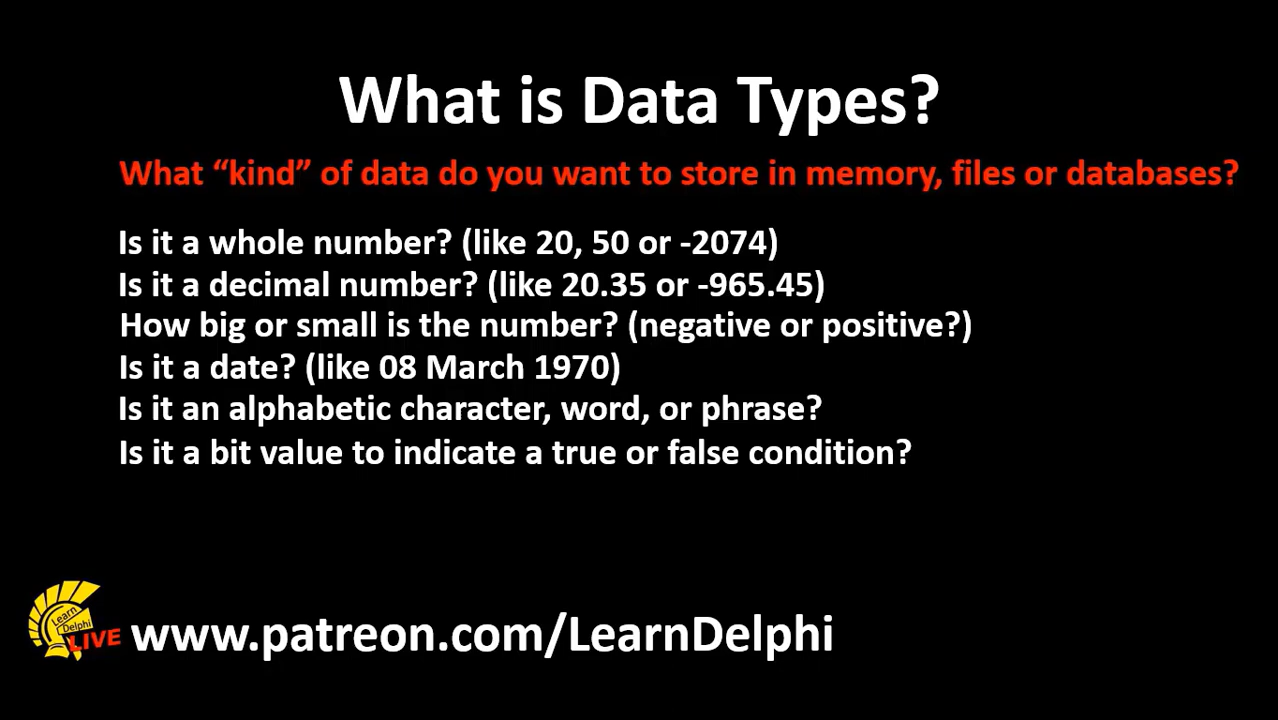 What is Data Types?
What “kind” of data do you want to store in memory, files or databases?
Is it a whole number? (like 20, 50 or -2074)
Is it a decimal number? (like 20.35 or -965.45)
How big or small is the number? (negative or positive?)
Is it a date? (like 08 March 1970)
Is it an alphabetic character, word, or phrase?
Is it a bit value to indicate a true or false condition?
Learn
Delphi
LIVE
www.patreon.com/LearnDelphi